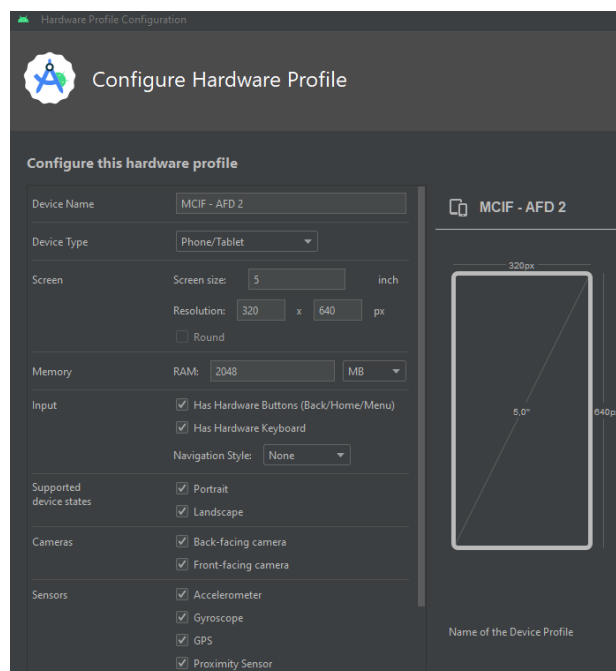 Hardware Profile Configuration
Configure Hardware Profile
Configure this hardware profile
Device Name MCIF - AFD 2
Device Type Phone/Tablet
Screen Screen size: 5 inch
Resolution: 320 x 640 px
Round
Memory RAM: 2048 MB
Input Has Hardware Buttons (Back/Home/Menu)
Has Hardware Keyboard
Navigation Style: None
Supported
device states
Portrait
Landscape
Cameras Back-facing camera
Front-facing camera
Sensors Accelerometer
Gyroscope
GPS
Proximity Sensor
MCIF - AFD 2
320px
5,0"
640p
Name of the Device Profile